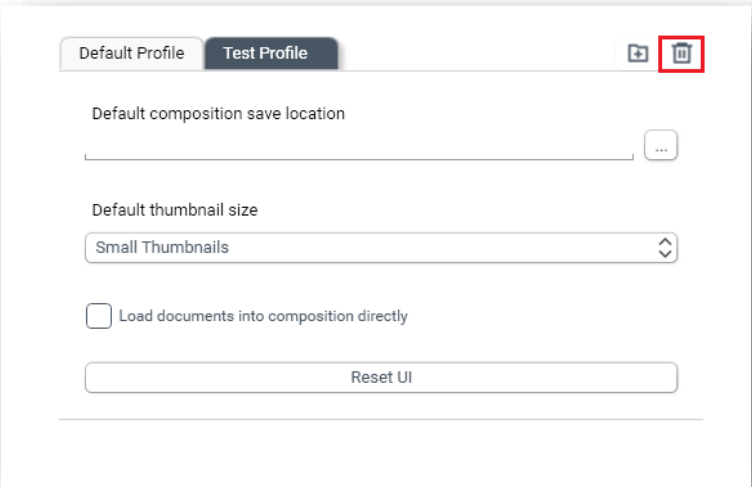 Default Profile Test Profile
Default composition save location
...
Default thumbnail size
Small Thumbnails
Load documents into composition directly
Reset UI